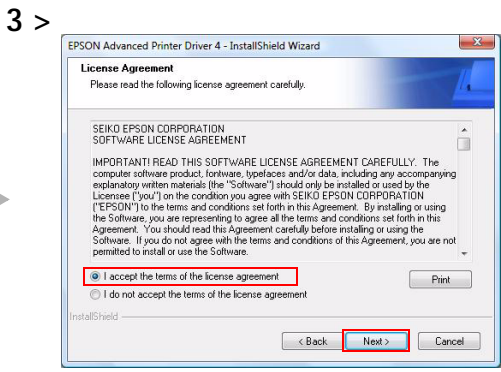 3 >
EPSON Advanced Printer Driver 4 - InstallShield Wizard
License Agreement
Please read the following license agreement carefully.
SEIKO EPSON CORPORATION
SOFTWARE LICENSE AGREEMENT
IMPORTANT! READ THIS SOFTWARE LICENSE AGREEMENT CAREFULLY. The
computer software product, fontware, typefaces and/or data, including any accompanying
explanatory written materials (the "Software") should only be installed or used by the
Licensee ("you") on the condition you agree with SEIKO EPSON CORPORATION
("EPSON") to the terms and conditions set forth in this Agreement. By installing or using
the Software, you are representing to agree all the terms and conditions set forth in this
Agreement. You should read this Agreement carefully before installing or using the
Software. If you do not agree with the terms and conditions of this Agreement, you are not
permitted to install or use the Software.
I accept the terms of the license agreement
Print
I do not accept the terms of the license agreement
InstallShield
< Back
Next >
Cancel